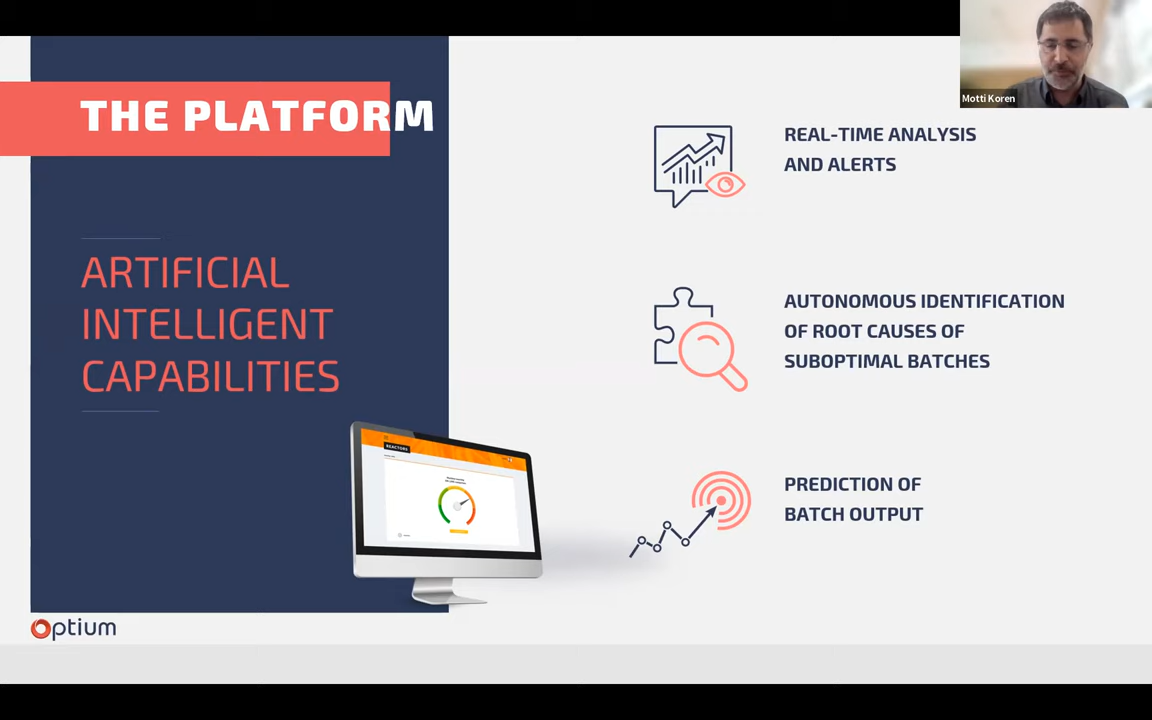 THE PLATFORM
ARTIFICIAL
INTELLIGENT
CAPABILITIES
REACTORS
REAL-TIME ANALYSIS
AND ALERTS
AUTONOMOUS IDENTIFICATION
OF ROOT CAUSES OF
SUBOPTIMAL BATCHES
PREDICTION OF
BATCH OUTPUT
Optium
Motti Koren